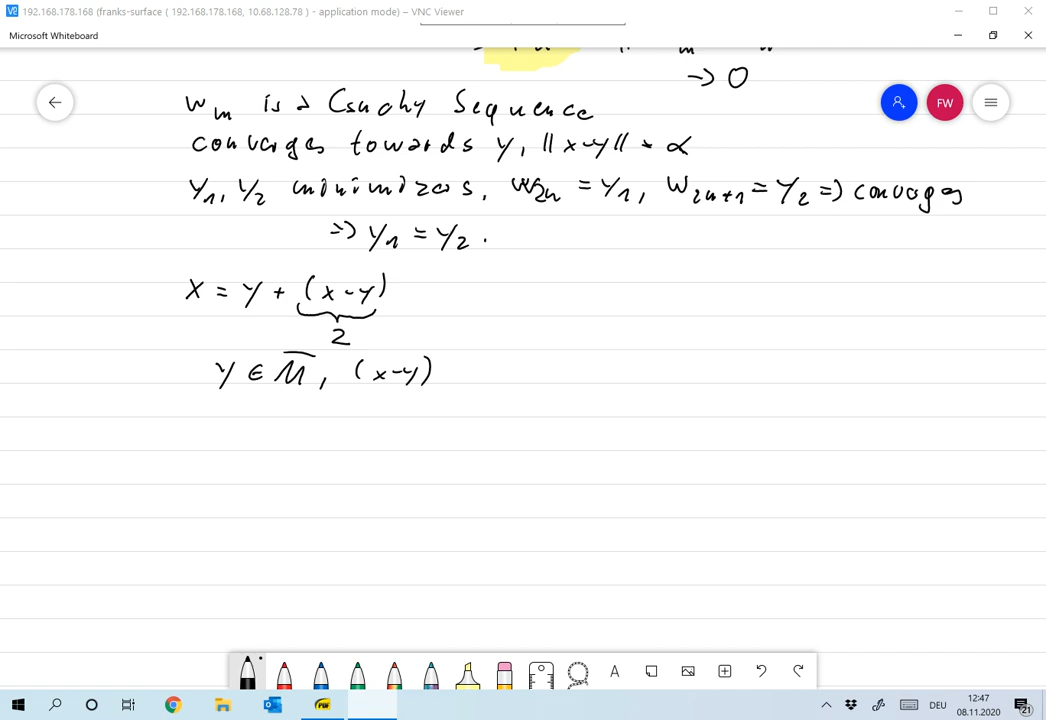 192.168.178.168 (franks-surface ( 192.168.178.168, 10.68.128.78 ) - application mode) – VNC Viewer
Microsoft Whiteboard
→ 0
FW
w_m is a Cauchy Sequence
converges towards y, ||x-y|| = α
y_1, y_2 minimizers. w_2n = y_1, w_2n+1 = y_2 => converges
=> y_1 = y_2.
x = y + (x-y)
z
y ∈ M̅, (x-y)
A
DEU
12:47
08.11.2020
21